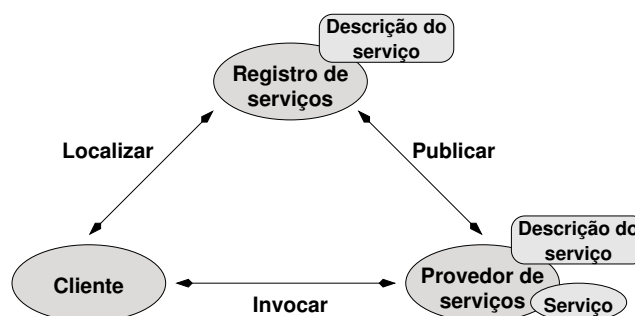 Descrição do
serviço
Registro de
serviços
Localizar
Publicar
Descrição do
serviço
Cliente
Provedor de
serviços
Invocar
Serviço